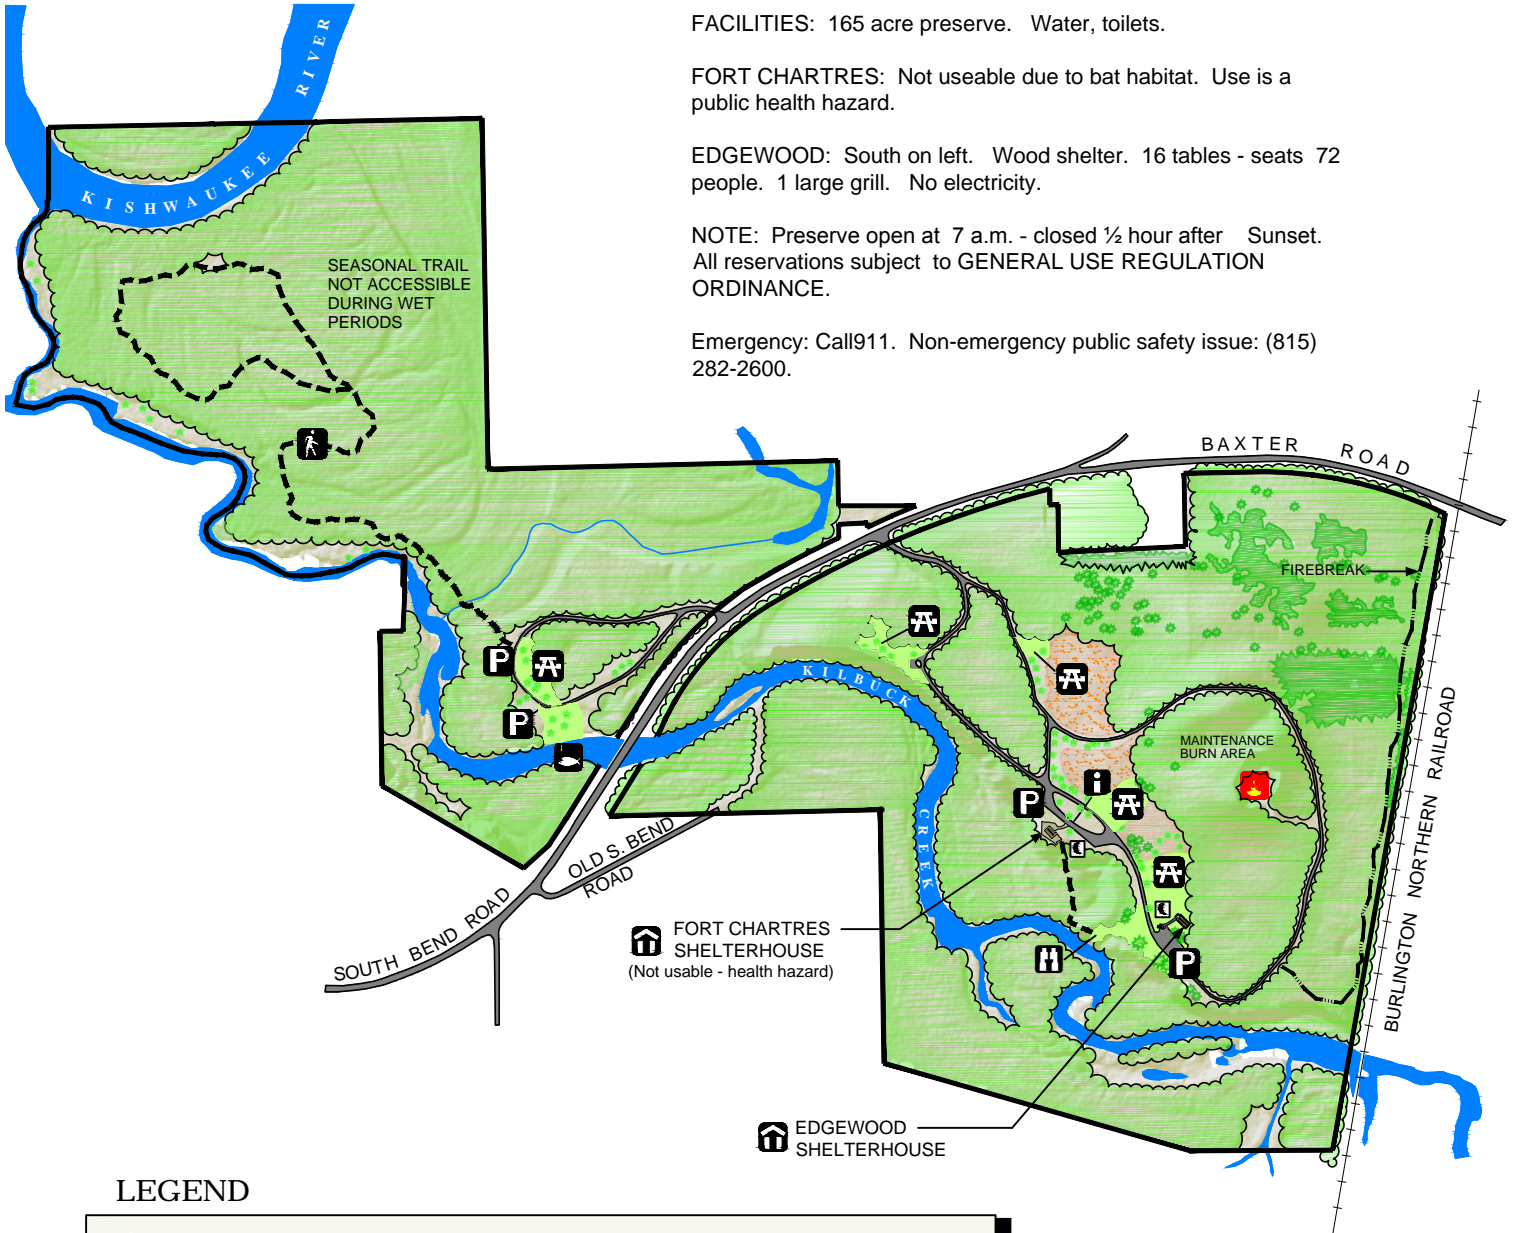 FACILITIES: 165 acre preserve. Water, toilets.
FORT CHARTRES: Not useable due to bat habitat. Use is a
public health hazard.
EDGEWOOD: South on left. Wood shelter. 16 tables - seats 72
people. 1 large grill. No electricity.
NOTE: Preserve open at 7 a.m. - closed ½ hour after Sunset.
All reservations subject to GENERAL USE REGULATION
ORDINANCE.
Emergency: Call911. Non-emergency public safety issue: (815)
282-2600.
KISHWAUKEE RIVER
SEASONAL TRAIL
NOT ACCESSIBLE
DURING WET
PERIODS
BAXTER ROAD
FIREBREAK
P
P
KILBUCK CREEK
MAINTENANCE
BURN AREA
i
P
BURLINGTON NORTHERN RAILROAD
OLD S. BEND
ROAD
SOUTH BEND ROAD
FORT CHARTRES
SHELTERHOUSE
(Not usable - health hazard)
P
EDGEWOOD
SHELTERHOUSE
LEGEND